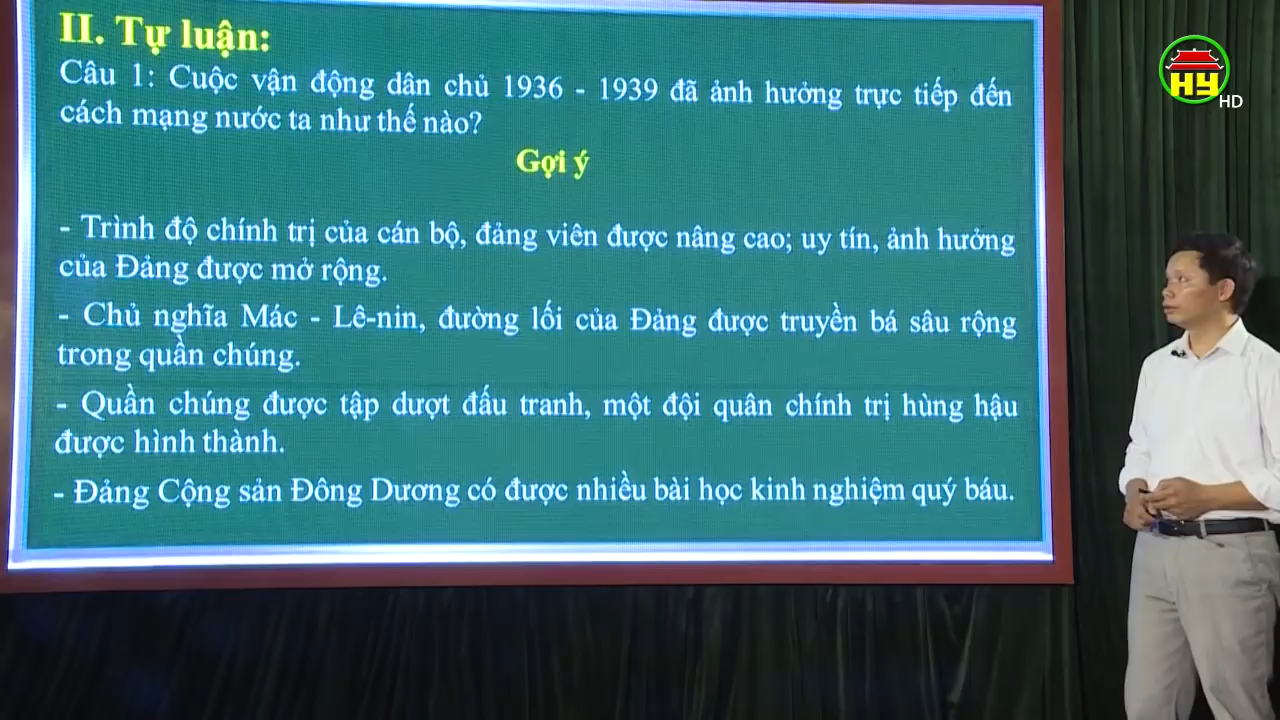 II. Tự luận:
Câu 1: Cuộc vận động dân chủ 1936 - 1939 đã ảnh hưởng trực tiếp đến
cách mạng nước ta như thế nào?
Gợi ý
- Trình độ chính trị của cán bộ, đảng viên được nâng cao; uy tín, ảnh hưởng
của Đảng được mở rộng.
- Chủ nghĩa Mác - Lê-nin, đường lối của Đảng được truyền bá sâu rộng
trong quần chúng.
- Quần chúng được tập dượt đấu tranh, một đội quân chính trị hùng hậu
được hình thành.
- Đảng Cộng sản Đông Dương có được nhiều bài học kinh nghiệm quý báu.
HY
HD